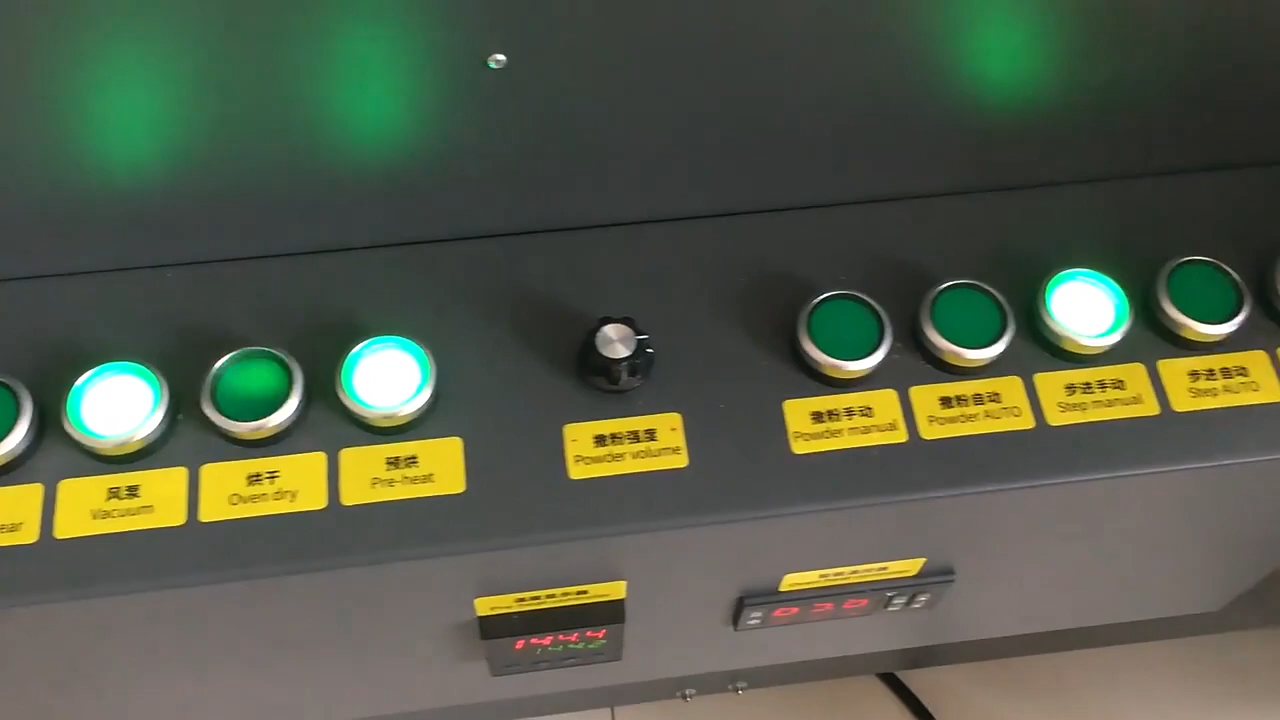 ear
风泵
Vacuum
烘干
Oven dry
预烘
Pre-heat
- 撒粉强度 +
Powder volume
撒粉手动
Powder manual
撒粉自动
Powder AUTO
步进手动
Step manual
步进自动
Step AUTO
144.4
030